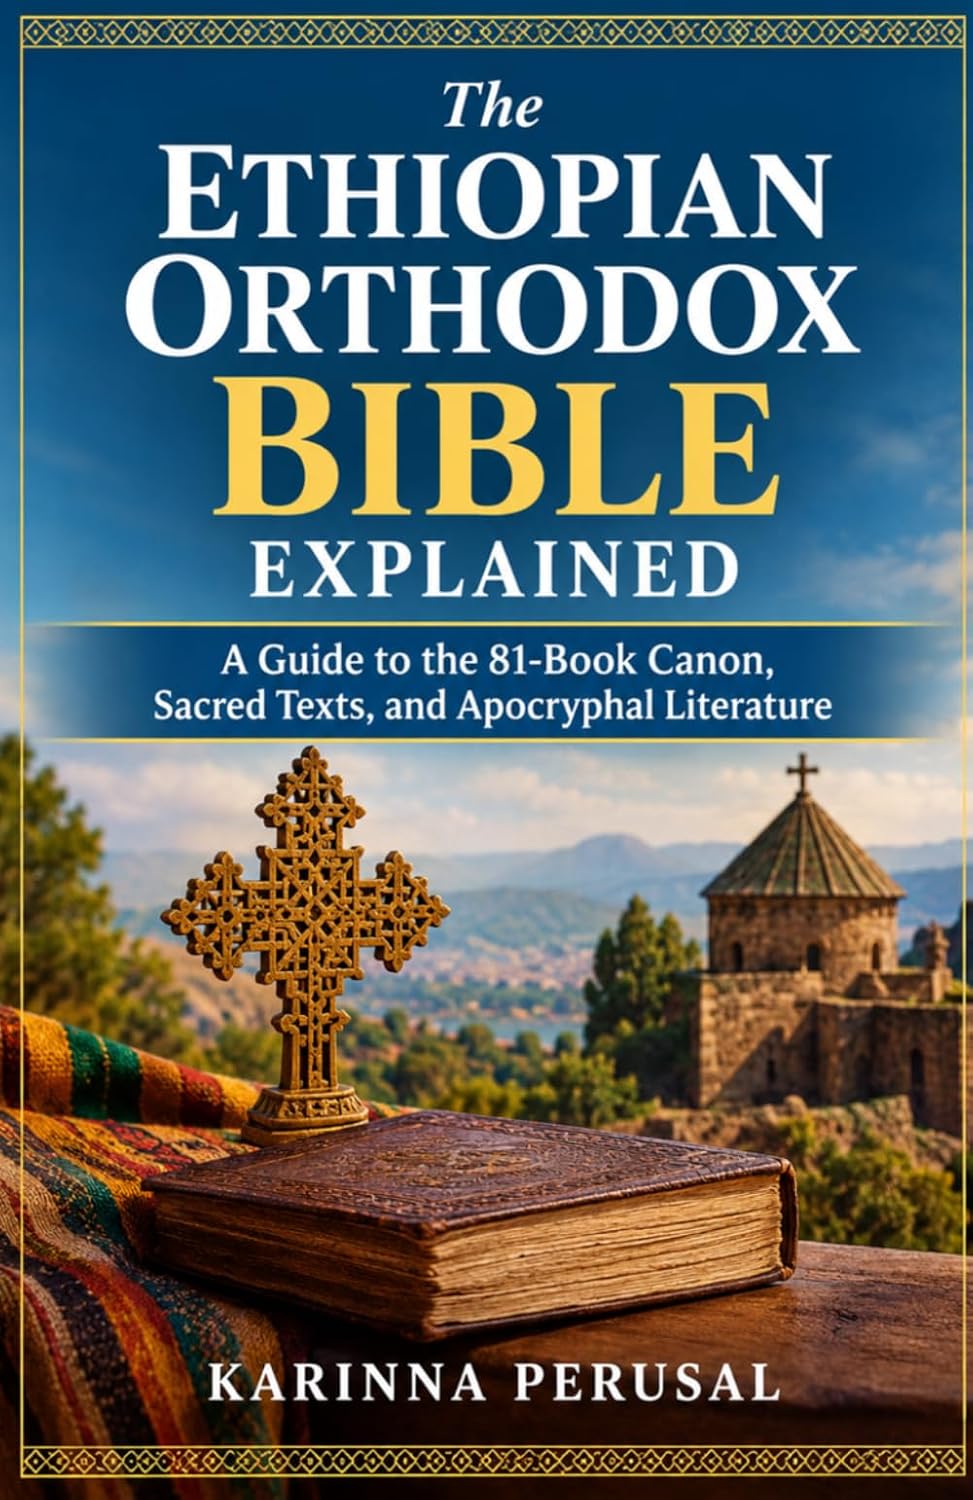 The
ETHIOPIAN
ORTHODOX
BIBLE
EXPLAINED
A Guide to the 81-Book Canon,
Sacred Texts, and Apocryphal Literature
KARINNA PERUSAL